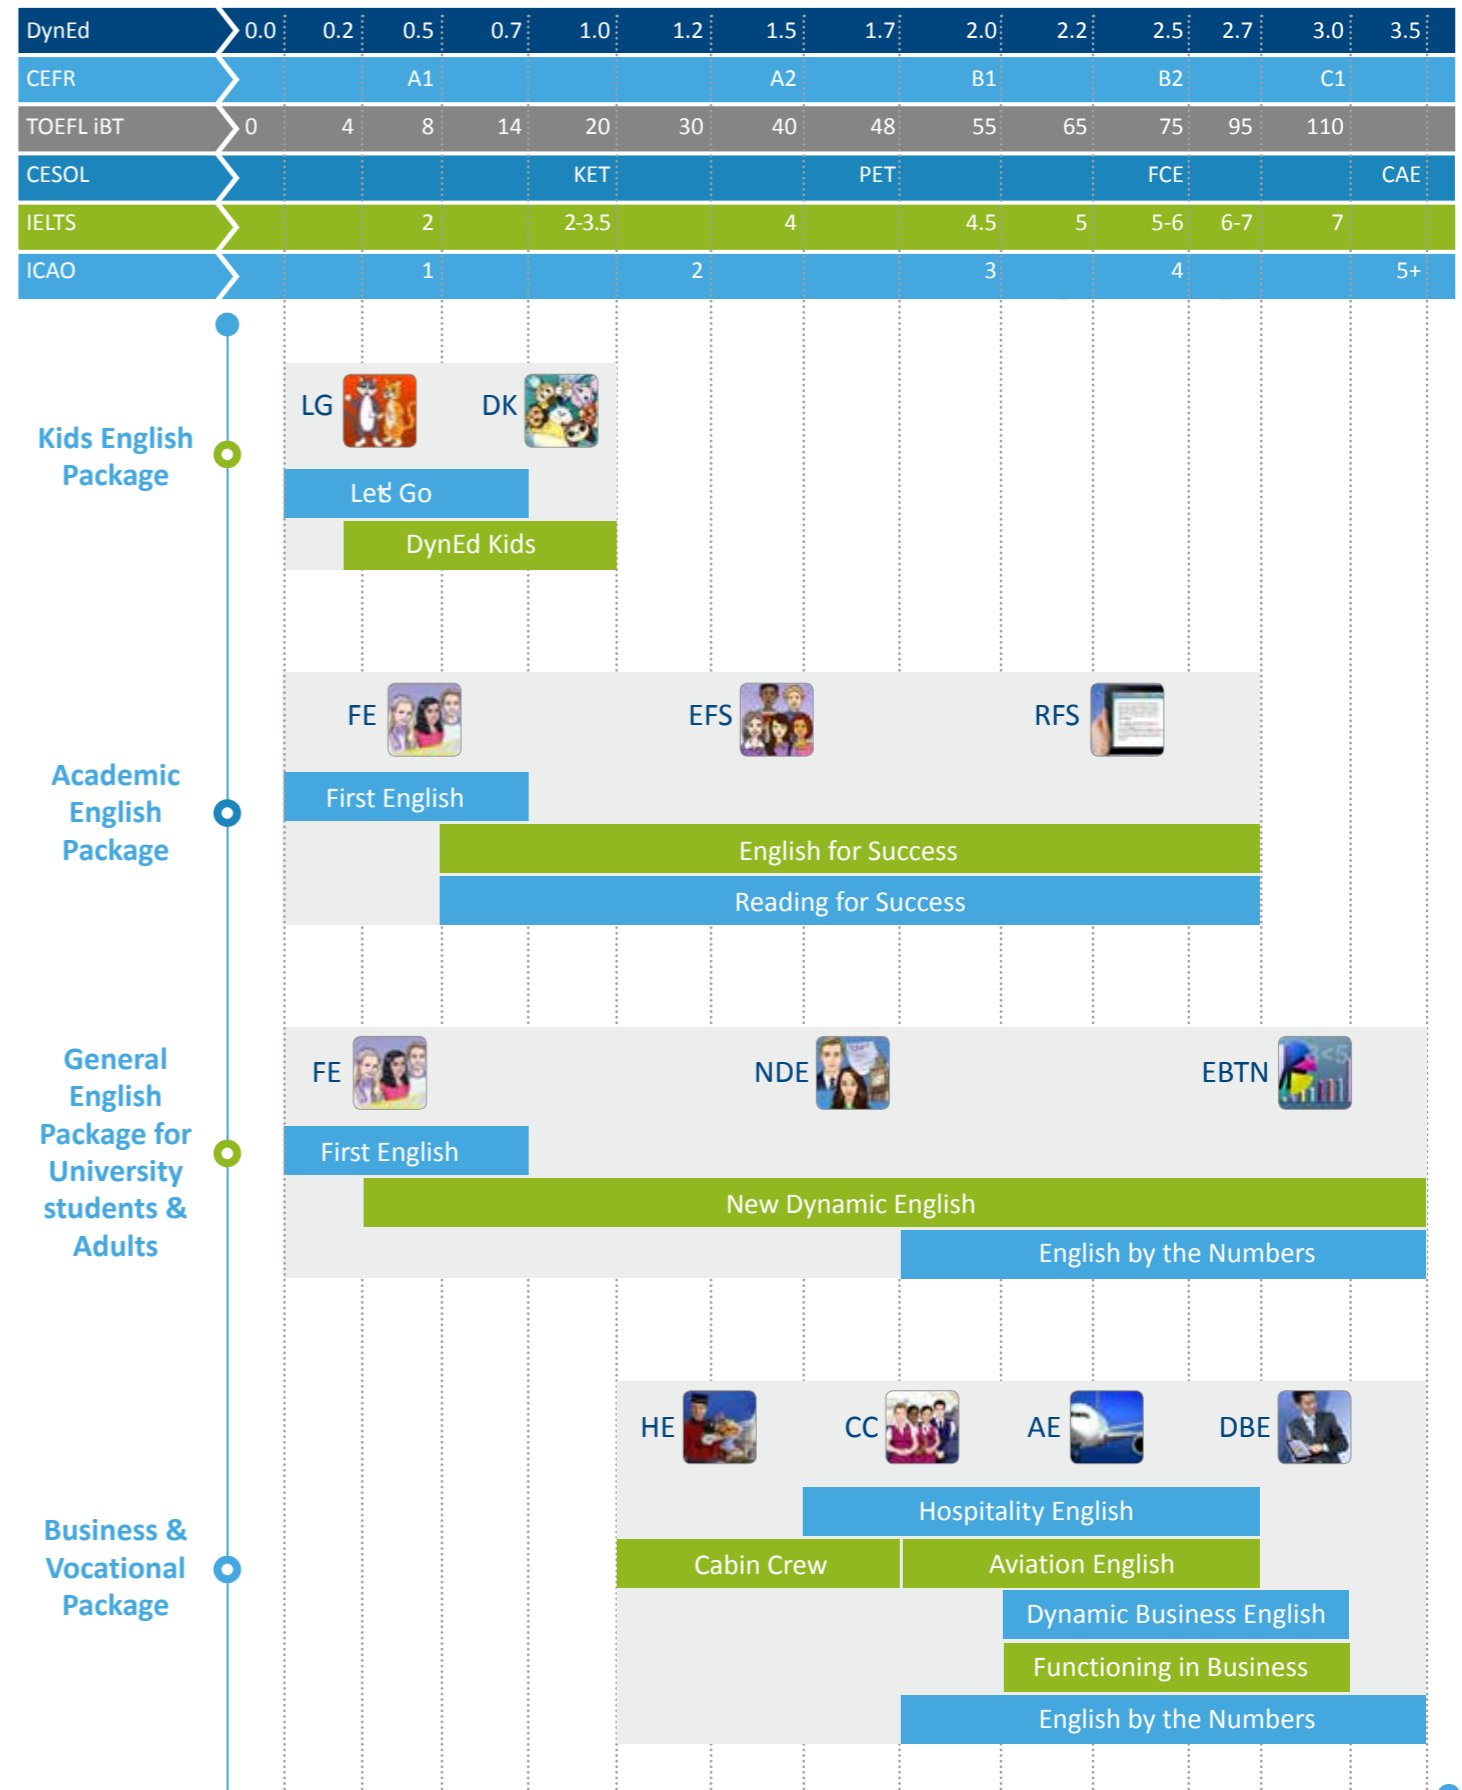 DynEd 0.0 0.2 0.5 0.7 1.0 1.2 1.5 1.7 2.0 2.2 2.5 2.7 3.0 3.5
CEFR A1 A2 B1 B2 C1
TOEFL iBT 0 4 8 14 20 30 40 48 55 65 75 95 110
CESOL KET PET FCE CAE
IELTS 2 2-3.5 4 4.5 5 5-6 6-7 7
ICAO 1 2 3 4 5+
Kids English
Package
LG DK
Let's Go
DynEd Kids
Academic
English
Package
FE EFS RFS
First English
English for Success
Reading for Success
General
English
Package for
University
students &
Adults
FE NDE EBTN
First English
New Dynamic English
English by the Numbers
Business &
Vocational
Package
HE CC AE DBE
Hospitality English
Cabin Crew Aviation English
Dynamic Business English
Functioning in Business
English by the Numbers